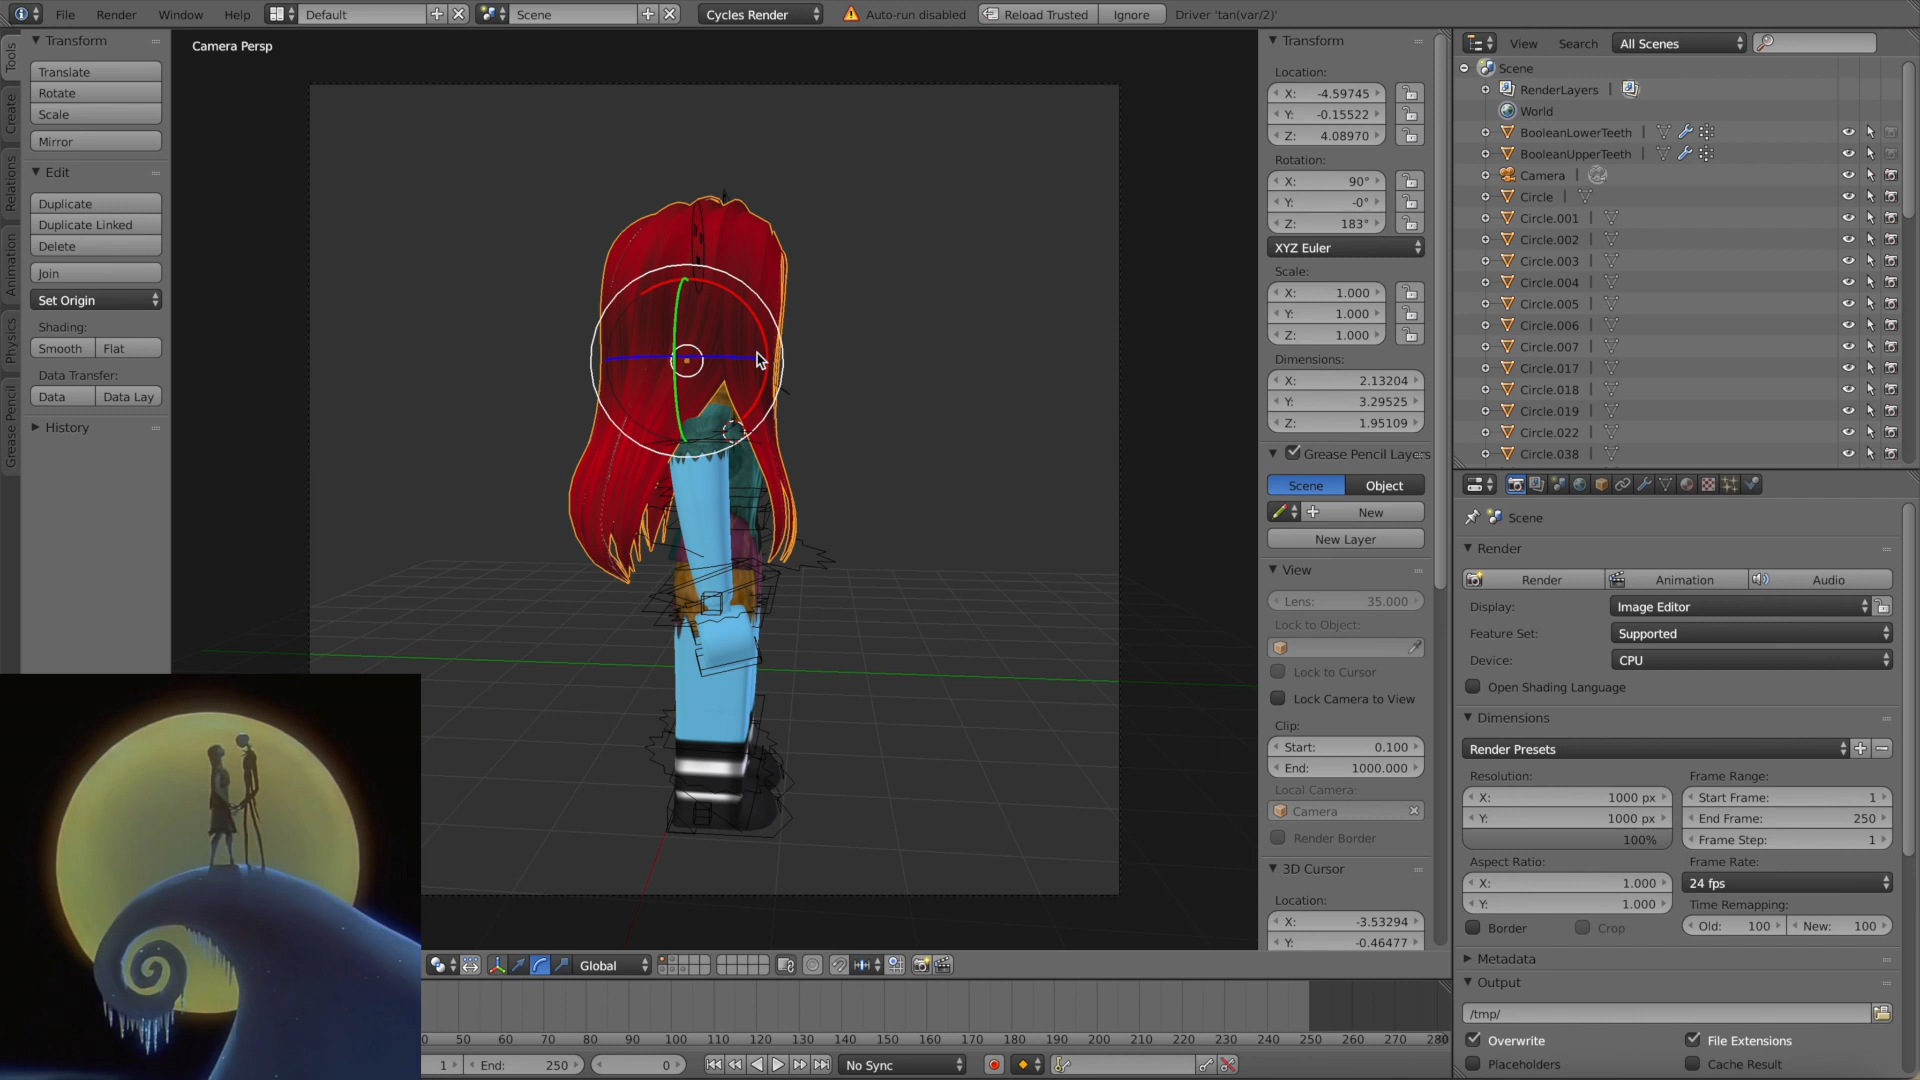 File Render Window Help Default Scene Cycles Render Auto-run disabled Reload Trusted Ignore Driver 'tan(var/2)'
Tools
Create
Relations
Animation
Physics
Grease Pencil
Transform
Translate
Rotate
Scale
Mirror
Edit
Duplicate
Duplicate Linked
Delete
Join
Set Origin
Shading:
Smooth Flat
Data Transfer:
Data Data Lay
History
Camera Persp
Transform
Location:
X: -4.59745
Y: -0.15522
Z: 4.08970
Rotation:
X: 90°
Y: -0°
Z: 183°
XYZ Euler
Scale:
X: 1.000
Y: 1.000
Z: 1.000
Dimensions:
X: 2.13204
Y: 3.29525
Z: 1.95109
Grease Pencil Layers
Scene Object
New
New Layer
View
Lens: 35.000
Lock to Object:
Lock to Cursor
Lock Camera to View
Clip:
Start: 0.100
End: 1000.000
Local Camera:
Camera
Render Border
3D Cursor
Location:
X: -3.53294
Y: -0.46477
View Search All Scenes
Scene
RenderLayers
World
BooleanLowerTeeth
BooleanUpperTeeth
Camera
Circle
Circle.001
Circle.002
Circle.003
Circle.004
Circle.005
Circle.006
Circle.007
Circle.017
Circle.018
Circle.019
Circle.022
Circle.038
Scene
Render
Render Animation Audio
Display: Image Editor
Feature Set: Supported
Device: CPU
Open Shading Language
Dimensions
Render Presets
Resolution: Frame Range:
X: 1000 px Start Frame: 1
Y: 1000 px End Frame: 250
100% Frame Step: 1
Aspect Ratio: Frame Rate:
X: 1.000 24 fps
Y: 1.000 Time Remapping:
Border Crop Old: 100 New: 100
Metadata
Output
/tmp/
Overwrite File Extensions
Placeholders Cache Result
Global
50 60 70 80 90 100 110 120 130 140 150 160 170 180 190 200 210 220 230 240 250 260 270 280
1 End: 250 0 No Sync